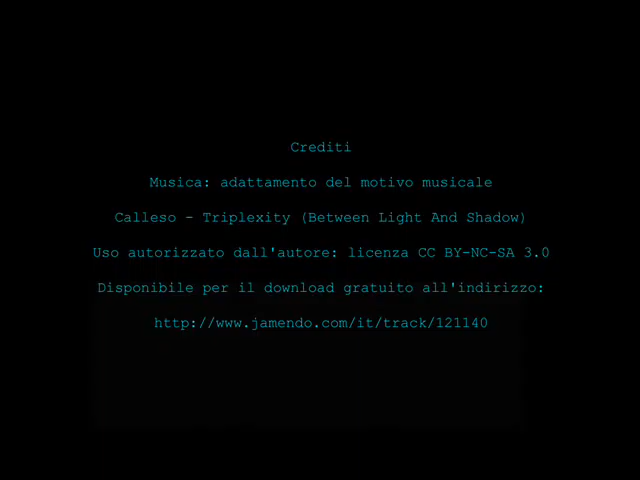 Crediti
Musica: adattamento del motivo musicale
Calleso - Triplexity (Between Light And Shadow)
Uso autorizzato dall'autore: licenza CC BY-NC-SA 3.0
Disponibile per il download gratuito all'indirizzo:
http://www.jamendo.com/it/track/121140